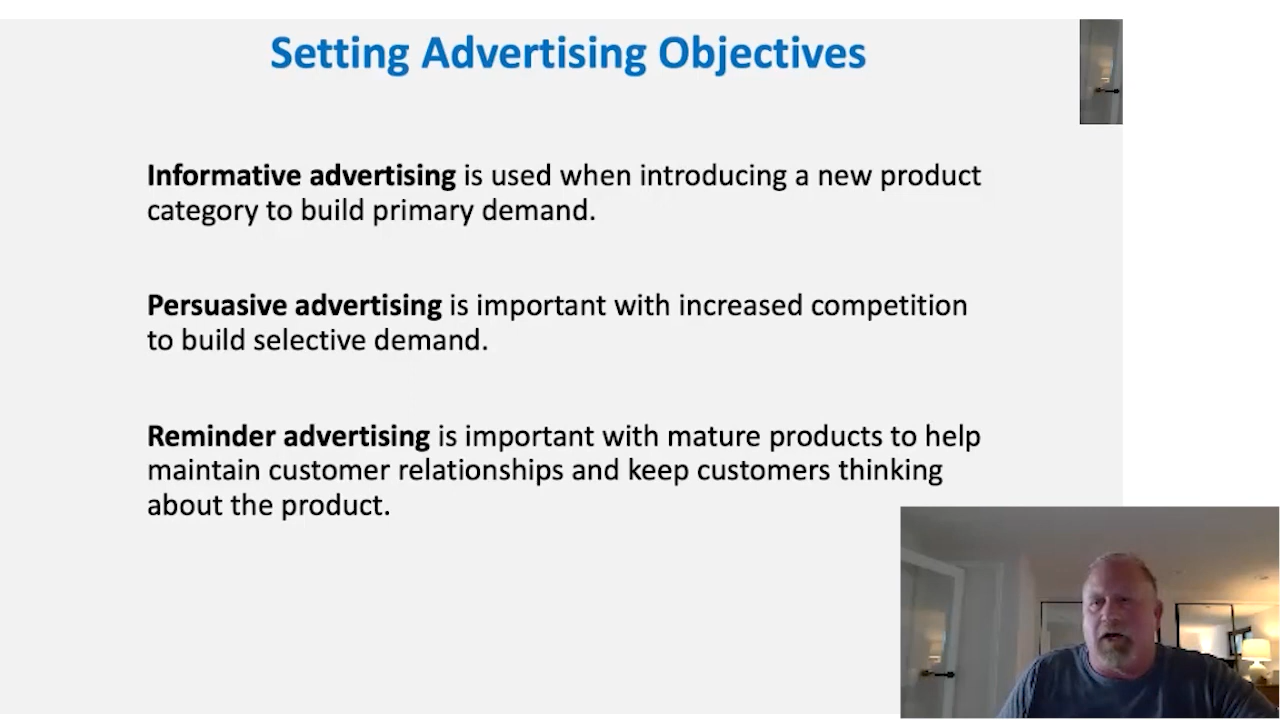 Setting Advertising Objectives
Informative advertising is used when introducing a new product
category to build primary demand.
Persuasive advertising is important with increased competition
to build selective demand.
Reminder advertising is important with mature products to help
maintain customer relationships and keep customers thinking
about the product.